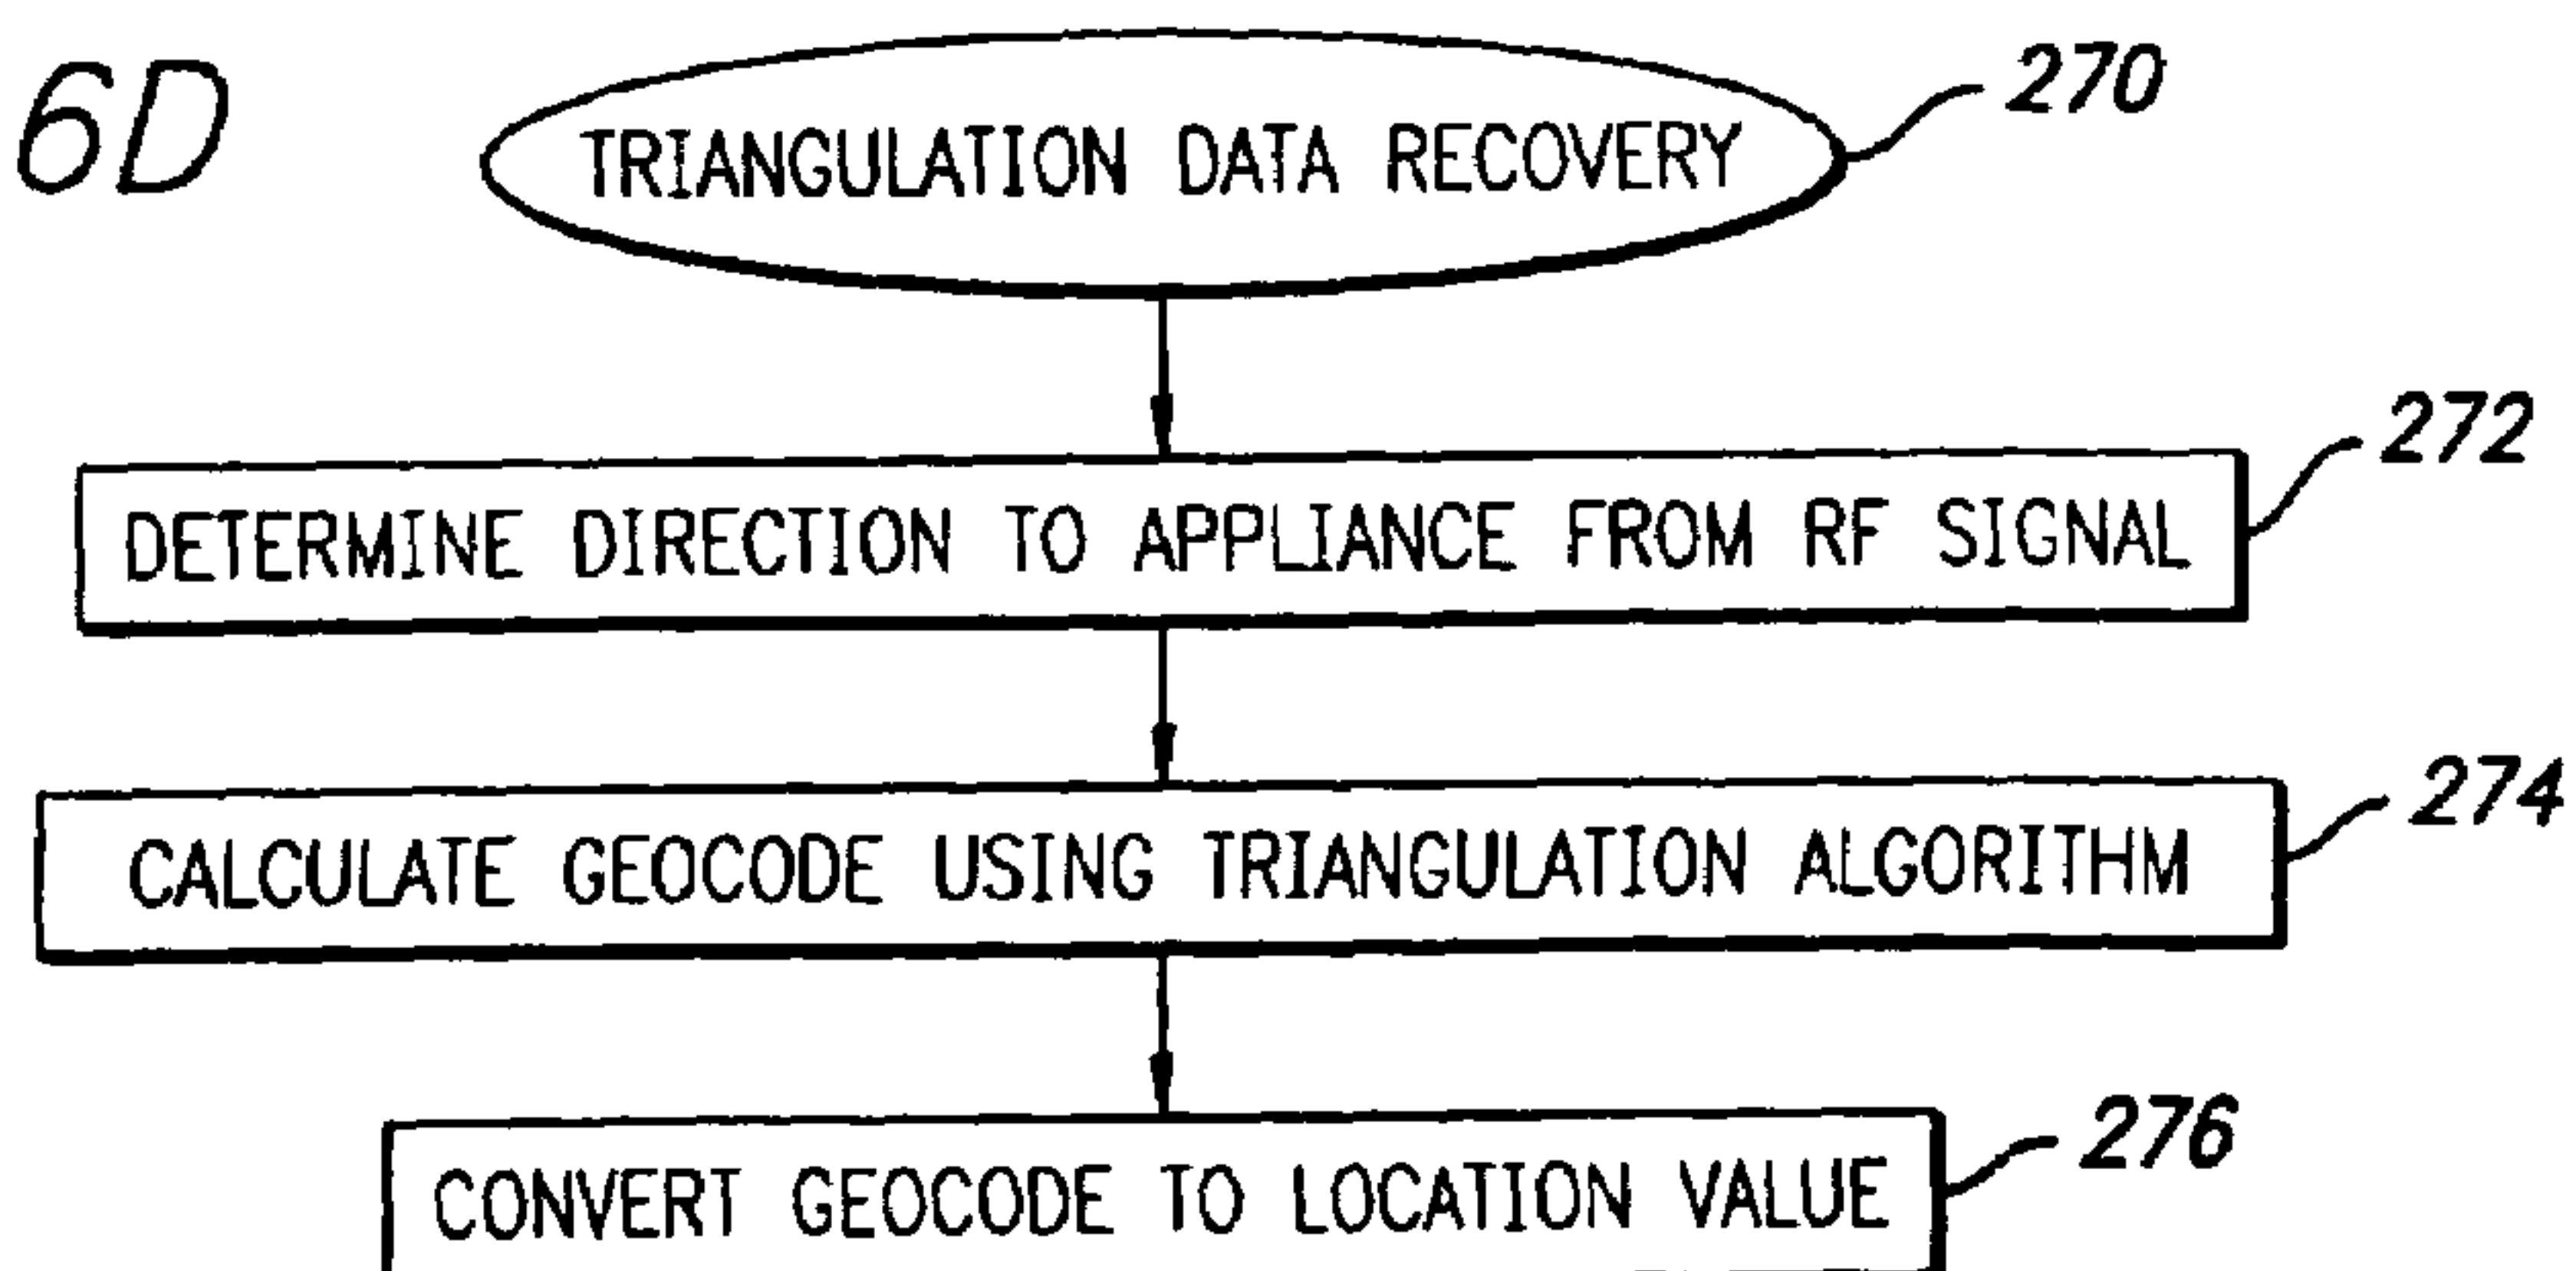 6D
TRIANGULATION DATA RECOVERY
270
DETERMINE DIRECTION TO APPLIANCE FROM RF SIGNAL
272
CALCULATE GEOCODE USING TRIANGULATION ALGORITHM
274
CONVERT GEOCODE TO LOCATION VALUE
276